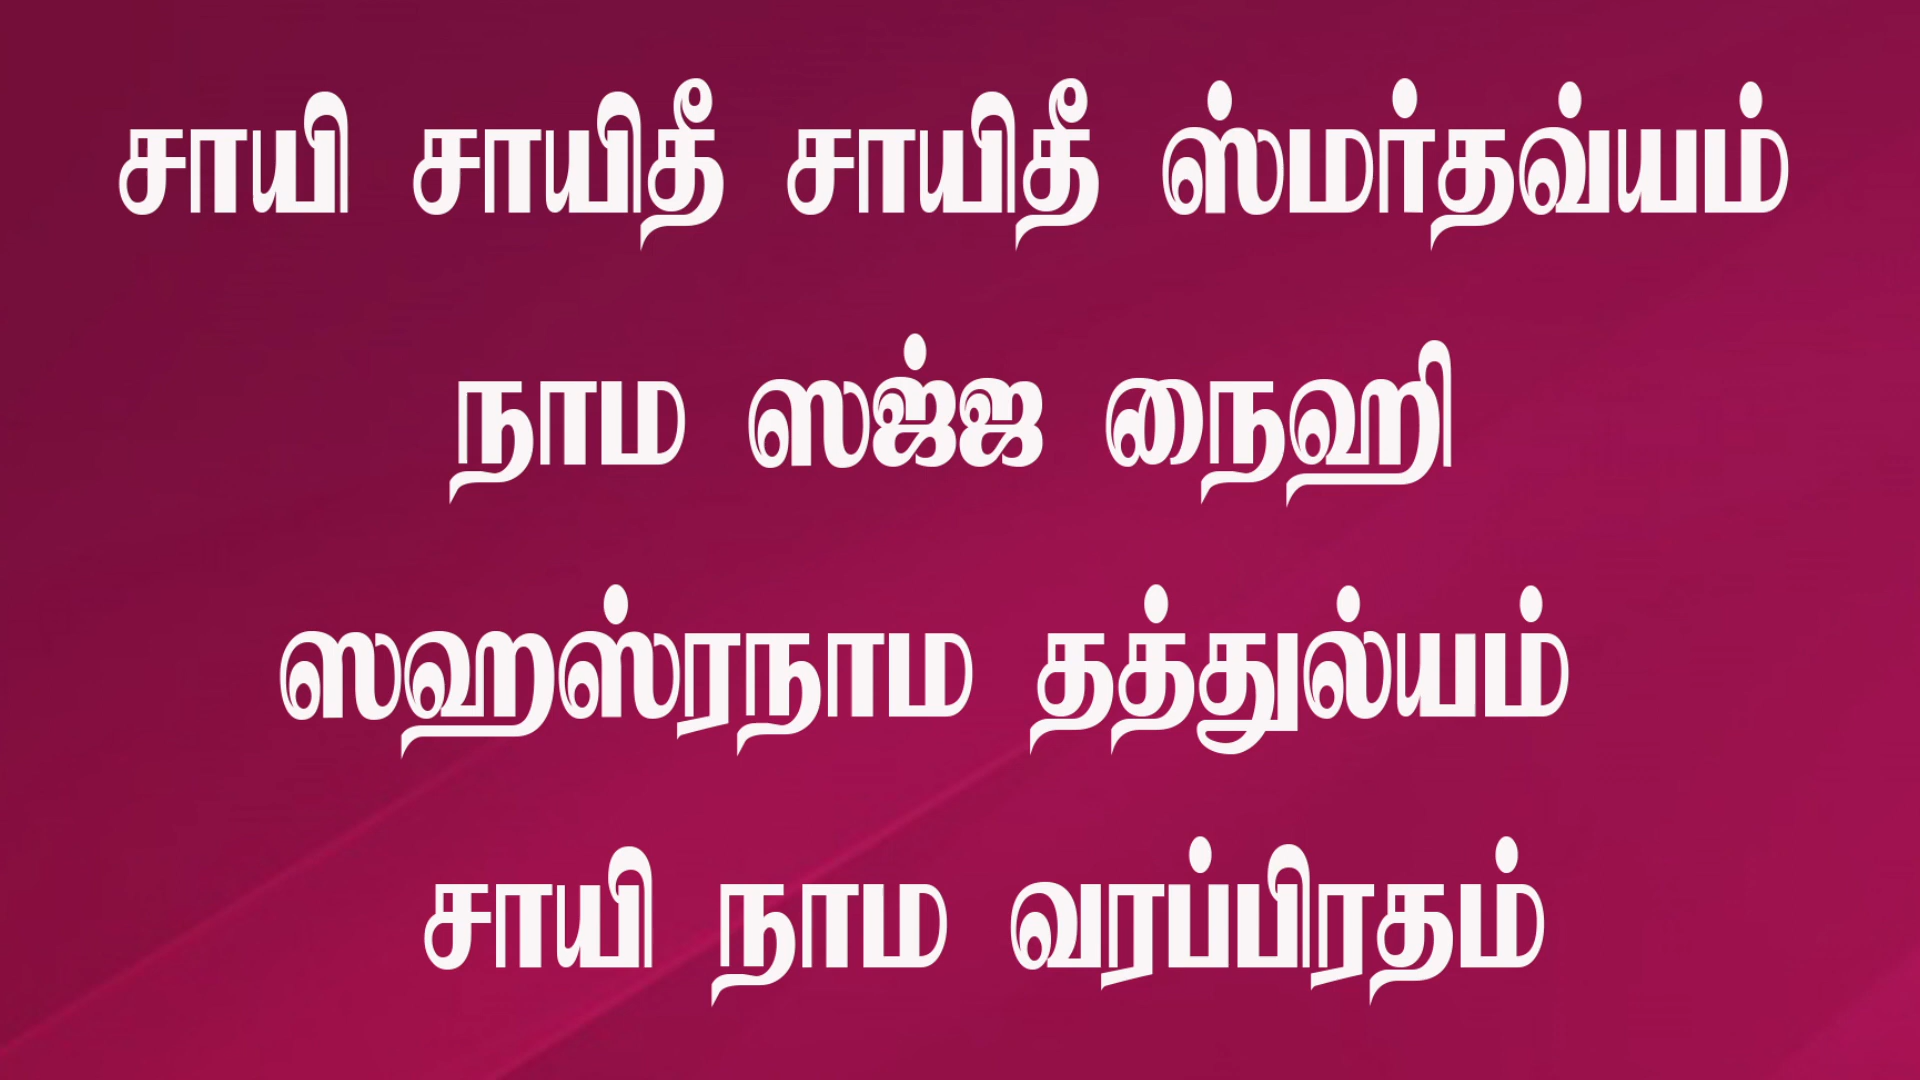 சாயி சாயிதீ சாயிதீ ஸ்மர்தவ்யம்
நாம ஸஜ்ஜ நைஹி
ஸஹஸ்ரநாம தத்துல்யம்
சாயி நாம வரப்பிரதம்